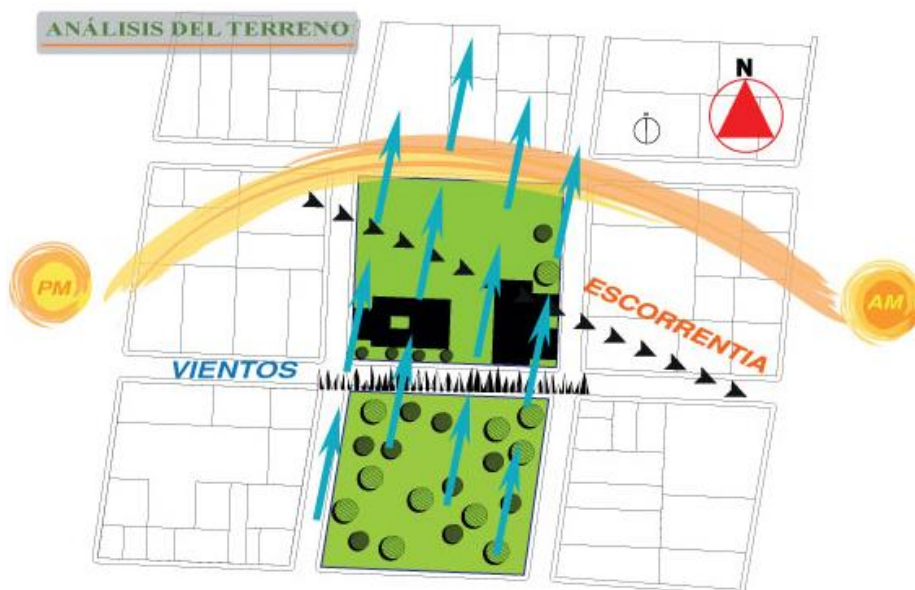 ANÁLISIS DEL TERRENO
N
PM
AM
ESCORRENTIA
VIENTOS